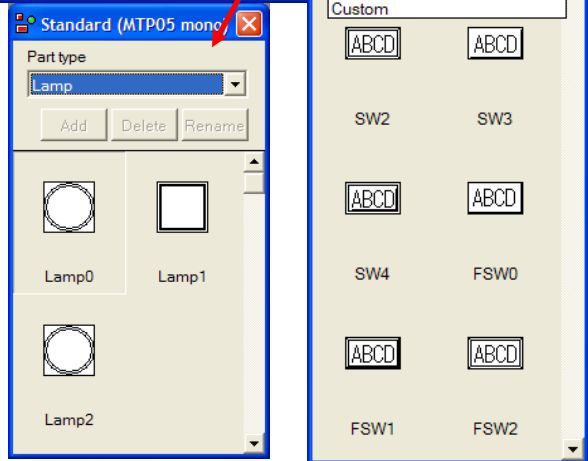 Standard (MTP05 mono)
Part type
Lamp
Add Delete Rename
Lamp0 Lamp1
Lamp2
Custom
ABCD ABCD
SW2 SW3
ABCD ABCD
SW4 FSW0
ABCD ABCD
FSW1 FSW2